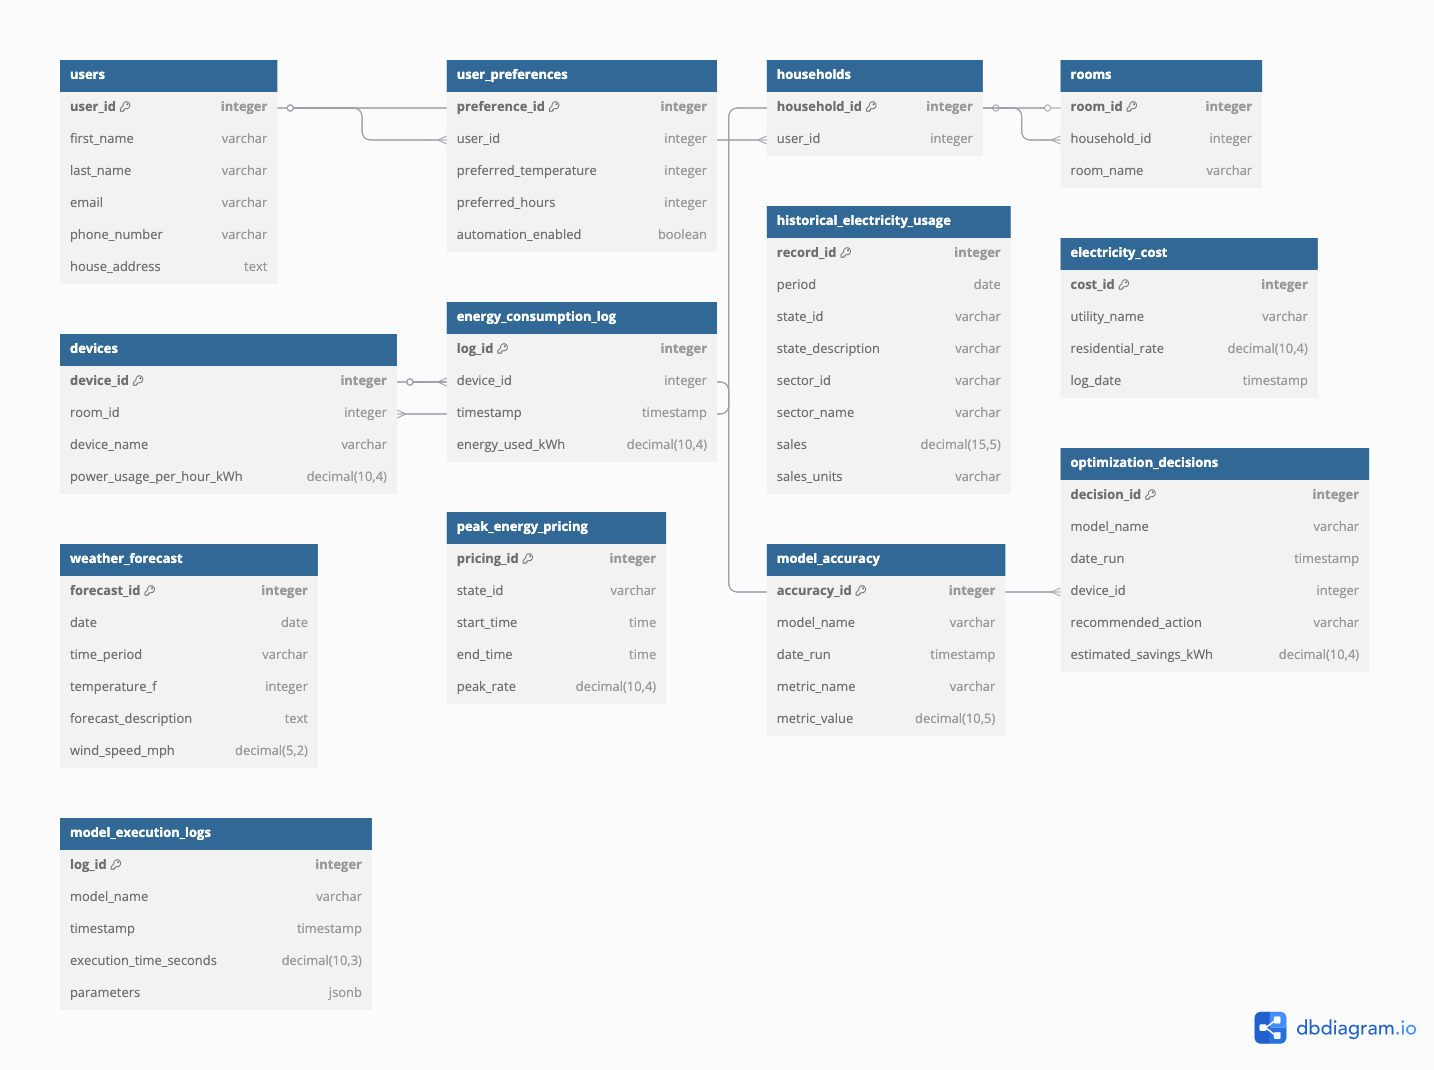 users
user_id integer
first_name varchar
last_name varchar
email varchar
phone_number varchar
house_address text
user_preferences
preference_id integer
user_id integer
preferred_temperature integer
preferred_hours integer
automation_enabled boolean
households
household_id integer
user_id integer
rooms
room_id integer
household_id integer
room_name varchar
historical_electricity_usage
record_id integer
period date
state_id varchar
state_description varchar
sector_id varchar
sector_name varchar
sales decimal(15,5)
sales_units varchar
electricity_cost
cost_id integer
utility_name varchar
residential_rate decimal(10,4)
log_date timestamp
devices
device_id integer
room_id integer
device_name varchar
power_usage_per_hour_kWh decimal(10,4)
energy_consumption_log
log_id integer
device_id integer
timestamp timestamp
energy_used_kWh decimal(10,4)
optimization_decisions
decision_id integer
model_name varchar
date_run timestamp
device_id integer
recommended_action varchar
estimated_savings_kWh decimal(10,4)
weather_forecast
forecast_id integer
date date
time_period varchar
temperature_f integer
forecast_description text
wind_speed_mph decimal(5,2)
peak_energy_pricing
pricing_id integer
state_id varchar
start_time time
end_time time
peak_rate decimal(10,4)
model_accuracy
accuracy_id integer
model_name varchar
date_run timestamp
metric_name varchar
metric_value decimal(10,5)
model_execution_logs
log_id integer
model_name varchar
timestamp timestamp
execution_time_seconds decimal(10,3)
parameters jsonb
dbdiagram.io